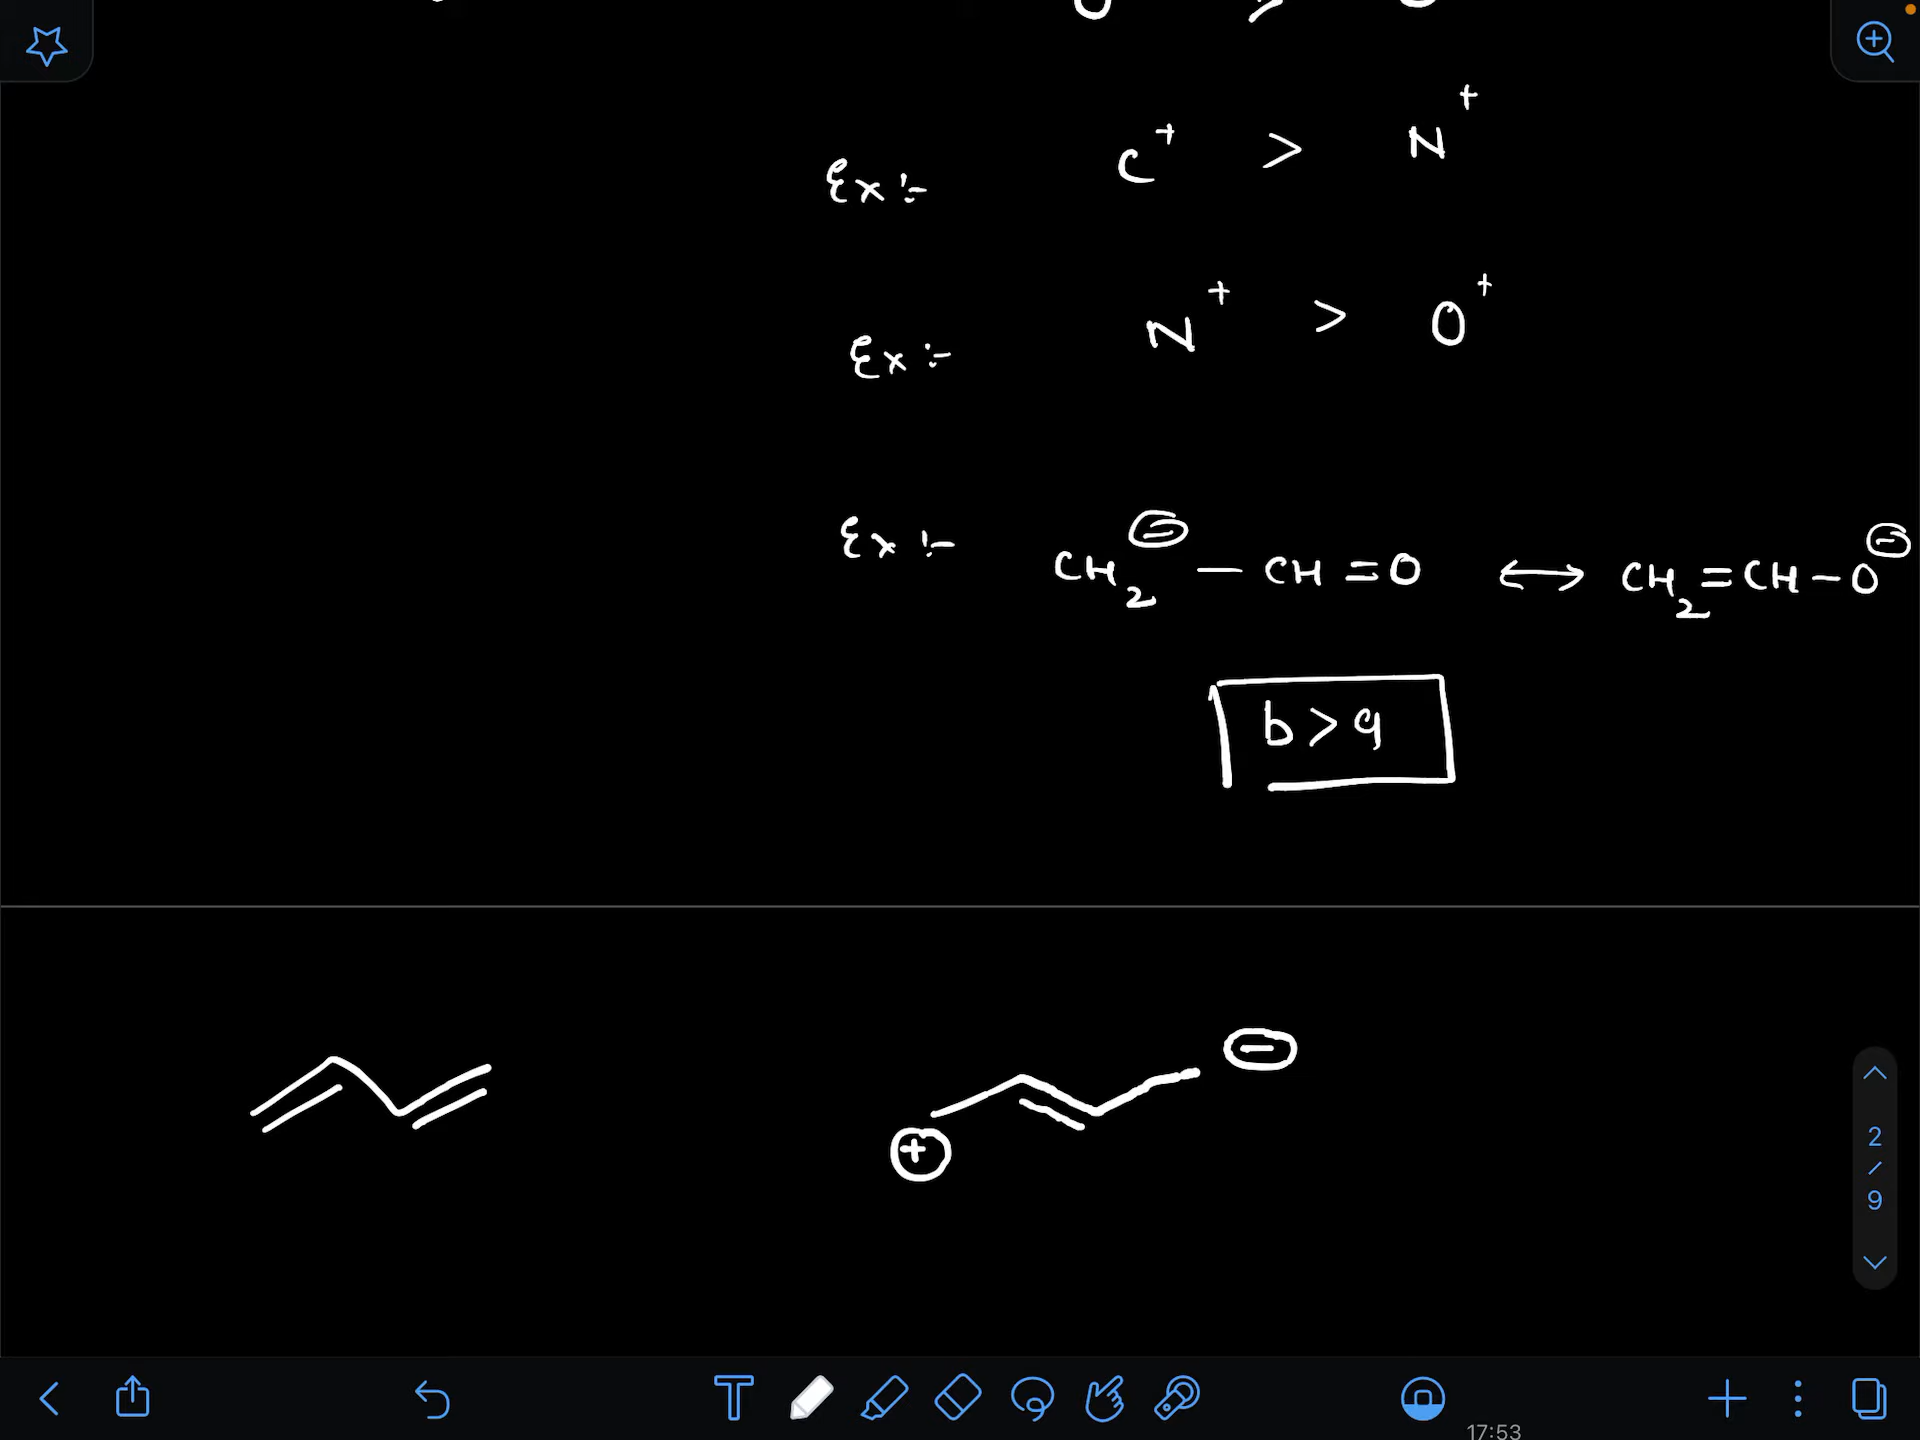 Ex :- C⁺ > N⁺
Ex :- N⁺ > O⁺
Ex :- CH₂⊖ – CH = O ⟷ CH₂ = CH – O⊖
b > a
⊖
⊕
2
/
9
T
17:53